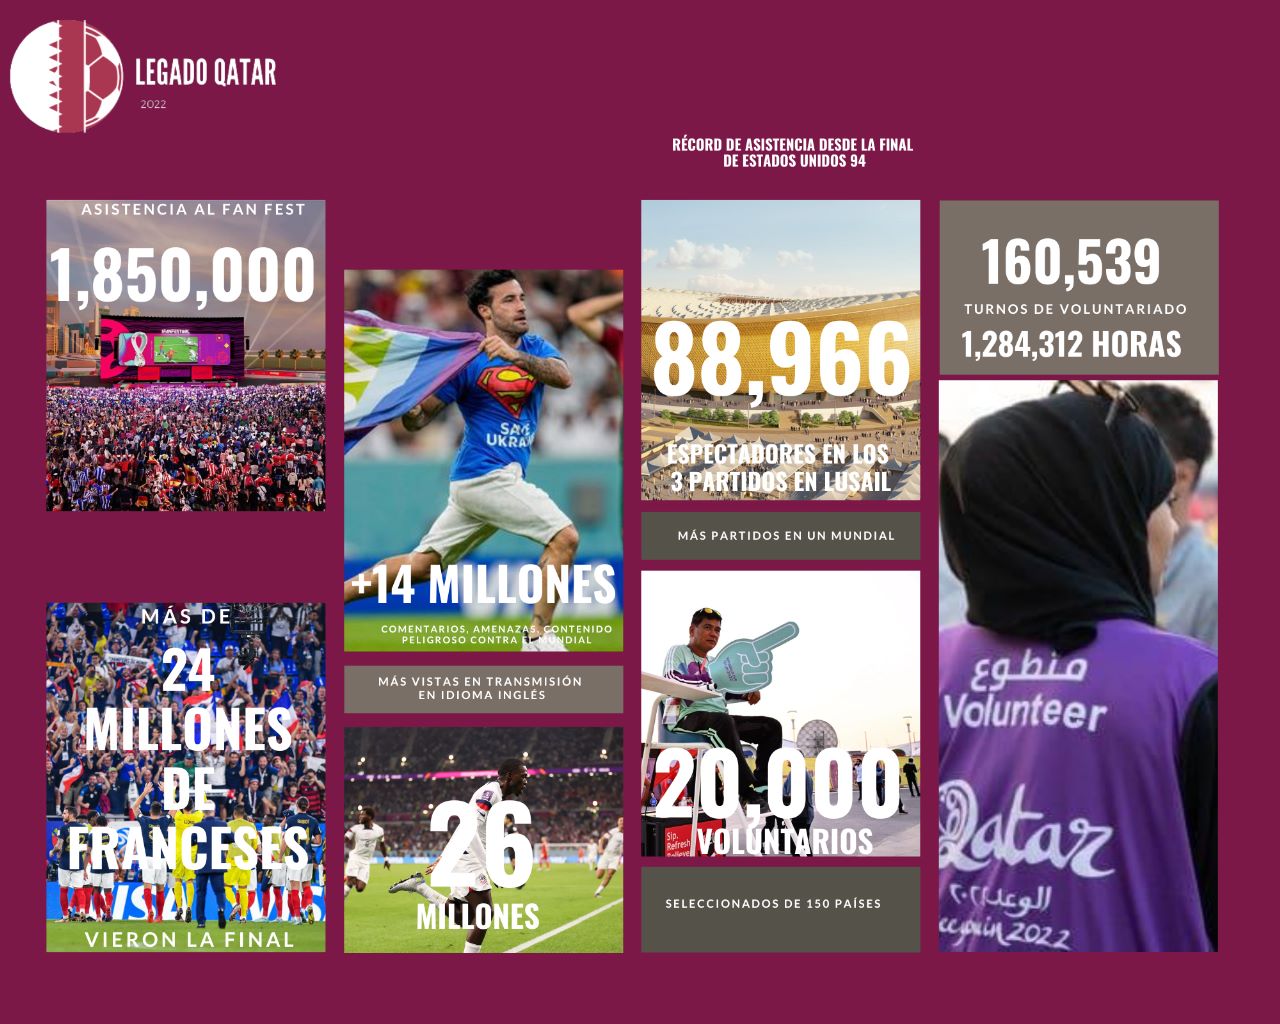 LEGADO QATAR
2022
RÉCORD DE ASISTENCIA DESDE LA FINAL
DE ESTADOS UNIDOS 94
ASISTENCIA AL FAN FEST
1,850,000
MÁS DE
24
MILLONES
DE
FRANCESES
VISA
VIERON LA FINAL
SAVE
UKRAINE
+14 MILLONES
COMENTARIOS, AMENAZAS, CONTENIDO
PELIGROSO CONTRA EL MUNDIAL
MÁS VISTAS EN TRANSMISIÓN
EN IDIOMA INGLÉS
26
MILLONES
88,966
ESPECTADORES EN LOS
3 PARTIDOS EN LUSAIL
MÁS PARTIDOS EN UN MUNDIAL
20,000
Sip.
Refresh
VOLUNTARIOS
SELECCIONADOS DE 150 PAÍSES
160,539
TURNOS DE VOLUNTARIADO
1,284,312 HORAS
متطوع
Volunteer
Qatar
2022